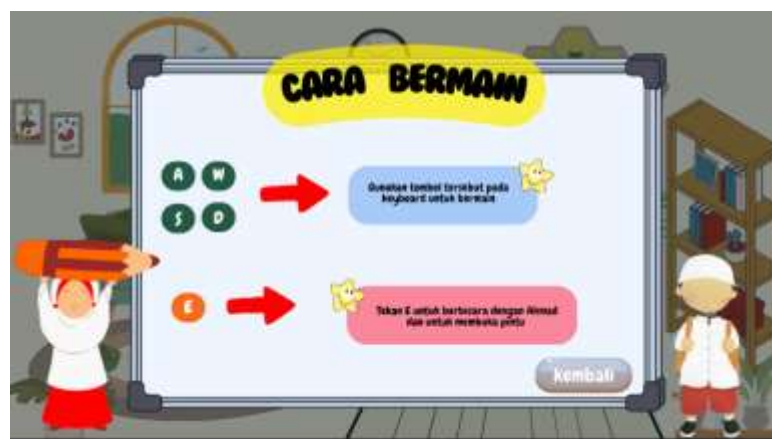 CARA BERMAIN
A W
S D
Gunakan tombol tersebut pada
keyboard untuk bermain
E
Tekan E untuk berbicara dengan Ahmad
dan untuk membuka pintu
kembali